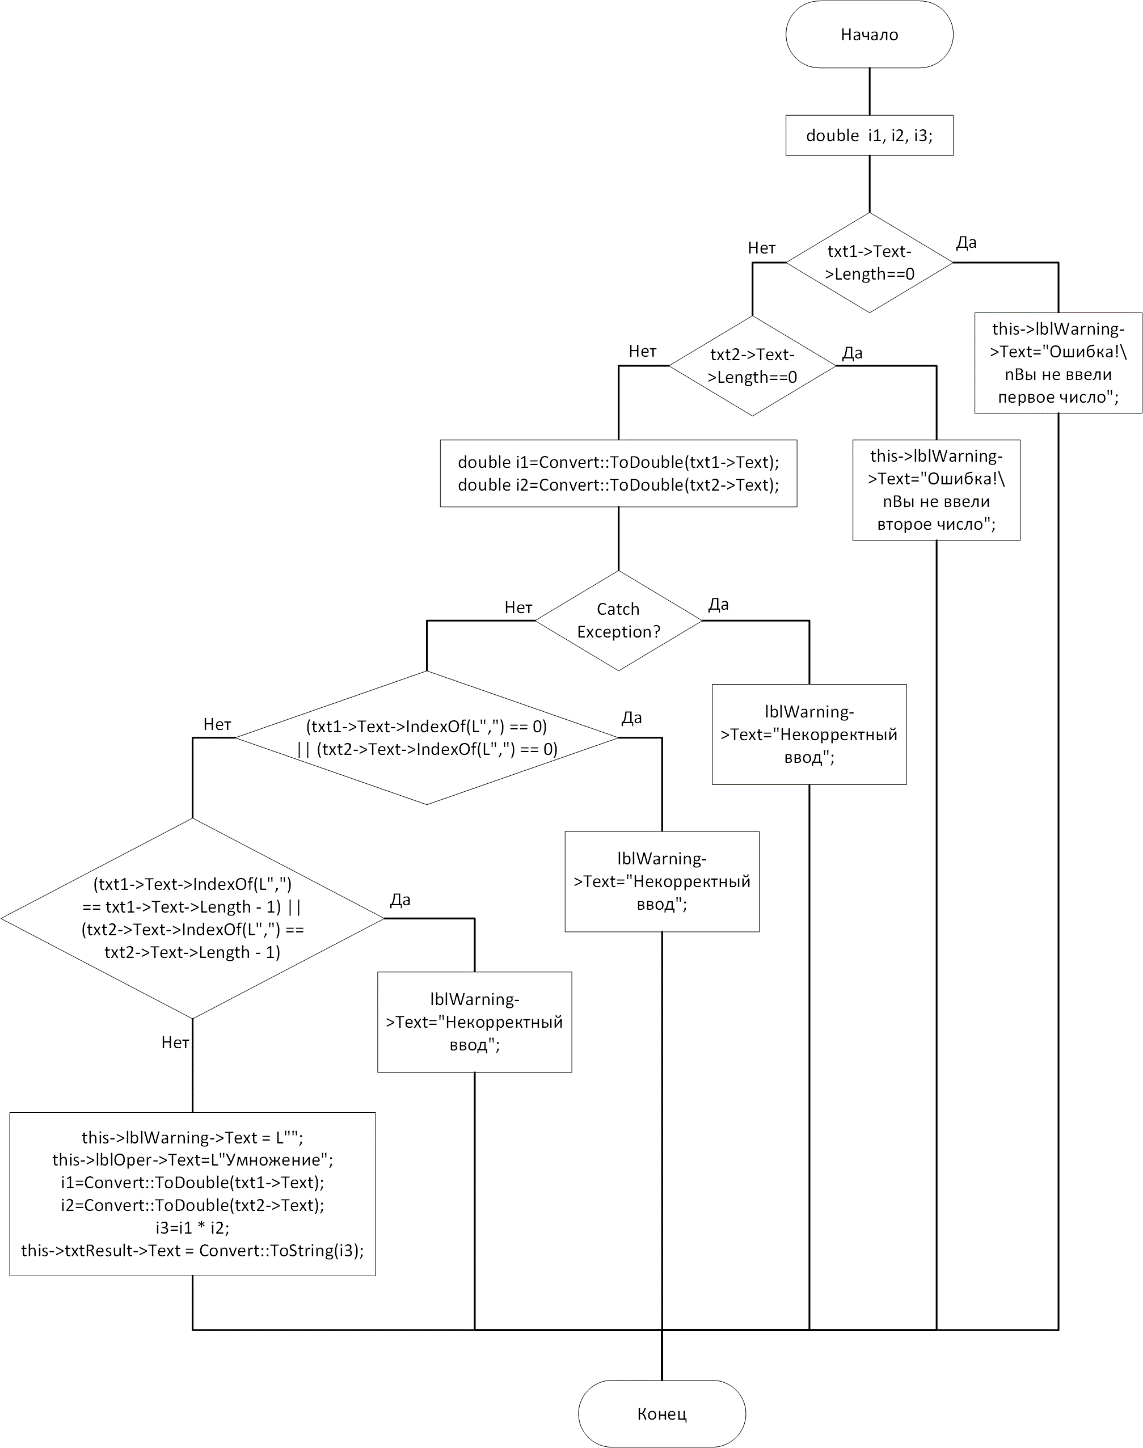 Начало
double  i1, i2, i3;
Нет
Да
txt1->Text-
>Length==0
this->lblWarning-
>Text="Ошибка!\
nВы не ввели
первое число";
Нет
Да
txt2->Text-
>Length==0
double i1=Convert::ToDouble(txt1->Text);
double i2=Convert::ToDouble(txt2->Text);
this->lblWarning-
>Text="Ошибка!\
nВы не ввели
второе число";
Нет
Да
Catch
Exception?
lblWarning-
>Text="Некорректный
ввод";
Нет
Да
(txt1->Text->IndexOf(L",") == 0)
|| (txt2->Text->IndexOf(L",") == 0)
lblWarning-
>Text="Некорректный
ввод";
(txt1->Text->IndexOf(L",")
== txt1->Text->Length - 1) ||
(txt2->Text->IndexOf(L",") ==
txt2->Text->Length - 1)
Да
lblWarning-
>Text="Некорректный
ввод";
Нет
this->lblWarning->Text = L"";
this->lblOper->Text=L"Умножение";
i1=Convert::ToDouble(txt1->Text);
i2=Convert::ToDouble(txt2->Text);
i3=i1 * i2;
this->txtResult->Text = Convert::ToString(i3);
Конец